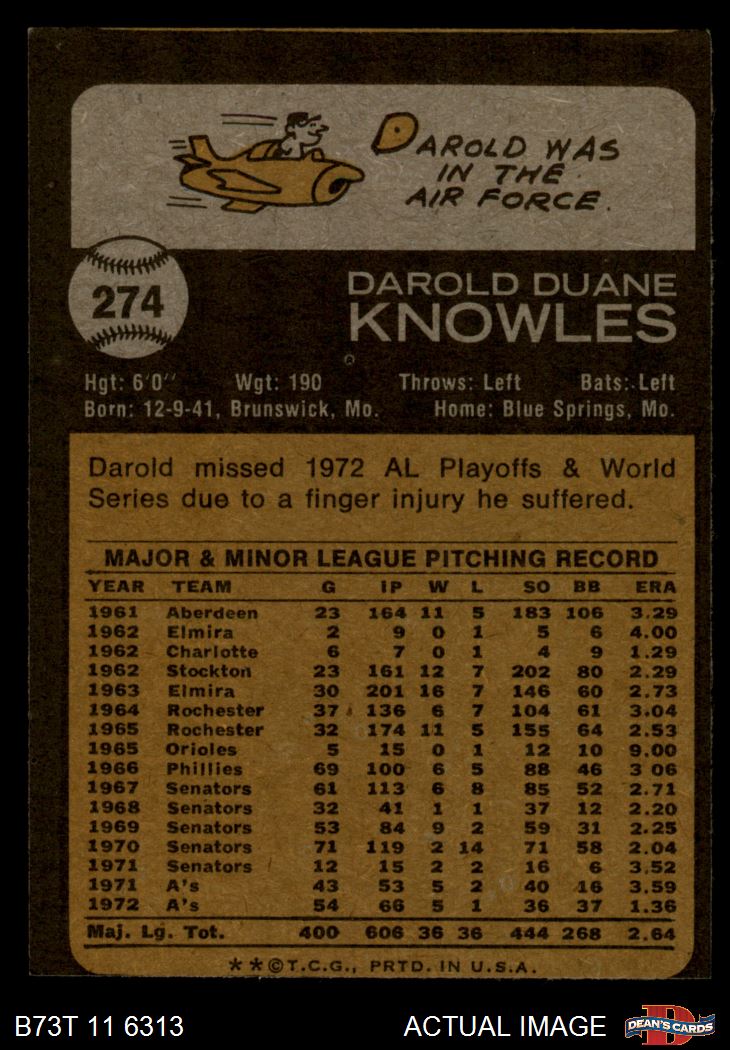 DAROLD WAS
IN THE
AIR FORCE.
274
DAROLD DUANE
KNOWLES
Hgt: 6'0" Wgt: 190 Throws: Left Bats: Left
Born: 12-9-41, Brunswick, Mo. Home: Blue Springs, Mo.
Darold missed 1972 AL Playoffs & World
Series due to a finger injury he suffered.
MAJOR & MINOR LEAGUE PITCHING RECORD
YEAR TEAM G IP W L SO BB ERA
1961 Aberdeen 23 164 11 5 183 106 3.29
1962 Elmira 2 9 0 1 5 6 4.00
1962 Charlotte 6 7 0 1 4 9 1.29
1962 Stockton 23 161 12 7 202 80 2.29
1963 Elmira 30 201 16 7 146 60 2.73
1964 Rochester 37 136 6 7 104 61 3.04
1965 Rochester 32 174 11 5 155 64 2.53
1965 Orioles 5 15 0 1 12 10 9.00
1966 Phillies 69 100 6 5 88 46 3 06
1967 Senators 61 113 6 8 85 52 2.71
1968 Senators 32 41 1 1 37 12 2.20
1969 Senators 53 84 9 2 59 31 2.25
1970 Senators 71 119 2 14 71 58 2.04
1971 Senators 12 15 2 2 16 6 3.52
1971 A's 43 53 5 2 40 16 3.59
1972 A's 54 66 5 1 36 37 1.36
Maj. Lg. Tot. 400 606 36 36 444 268 2.64
**©T.C.G., PRTD. IN U.S.A.
B73T 11 6313 ACTUAL IMAGE D DEAN'S CARDS